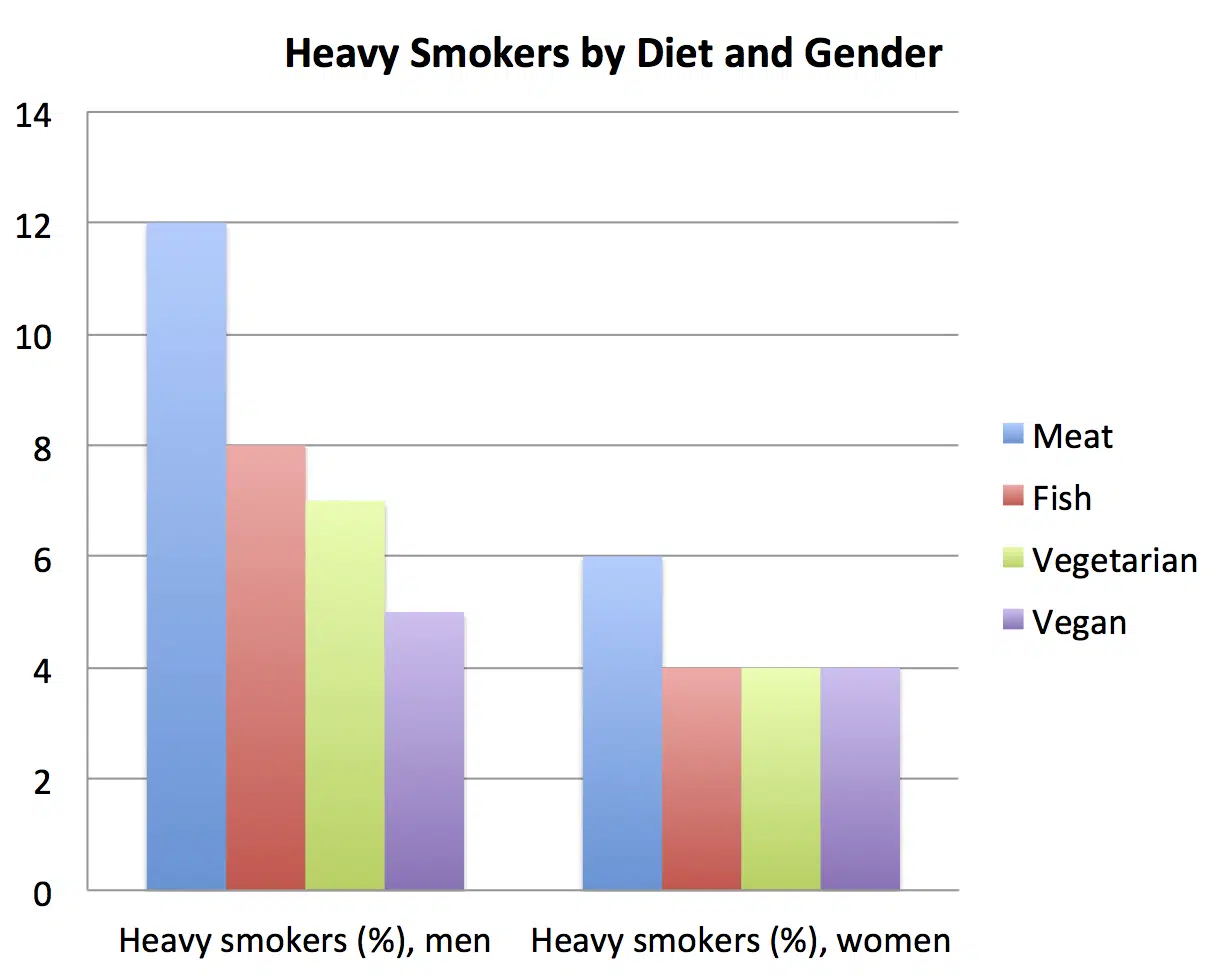 Heavy Smokers by Diet and Gender
14
12
10
8
6
4
2
0
Heavy smokers (%), men
Heavy smokers (%), women
Meat
Fish
Vegetarian
Vegan